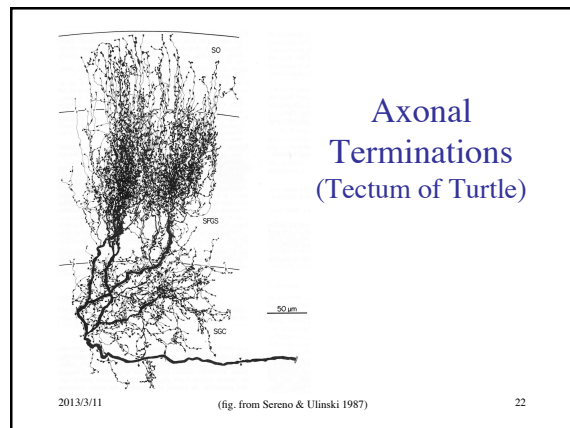 SO
Axonal
Terminations
(Tectum of Turtle)
SFGS
50 µm
SGC
2013/3/11
(fig. from Sereno & Ulinski 1987)
22